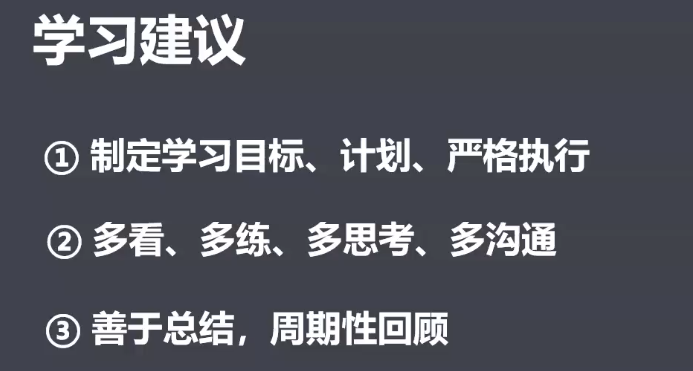 学习建议
① 制定学习目标、计划、严格执行
② 多看、多练、多思考、多沟通
③ 善于总结，周期性回顾